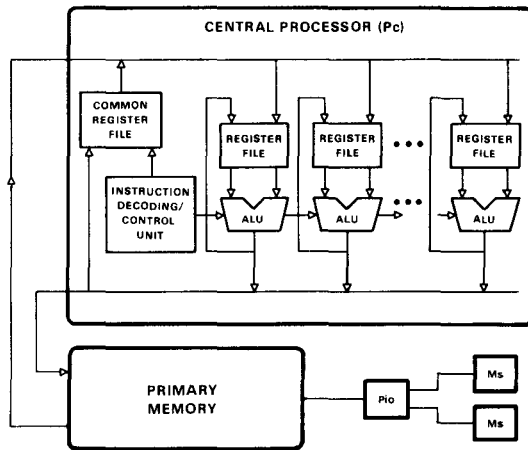 CENTRAL PROCESSOR (Pc)
COMMON
REGISTER
FILE
REGISTER
FILE
REGISTER
FILE
REGISTER
FILE
INSTRUCTION
DECODING/
CONTROL
UNIT
ALU
ALU
ALU
PRIMARY
MEMORY
Pio
Ms
Ms